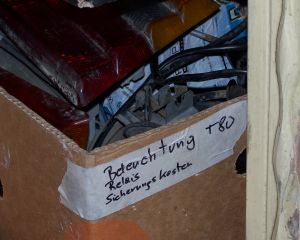 Beleuchtung T80
Relais
Sicherungskasten